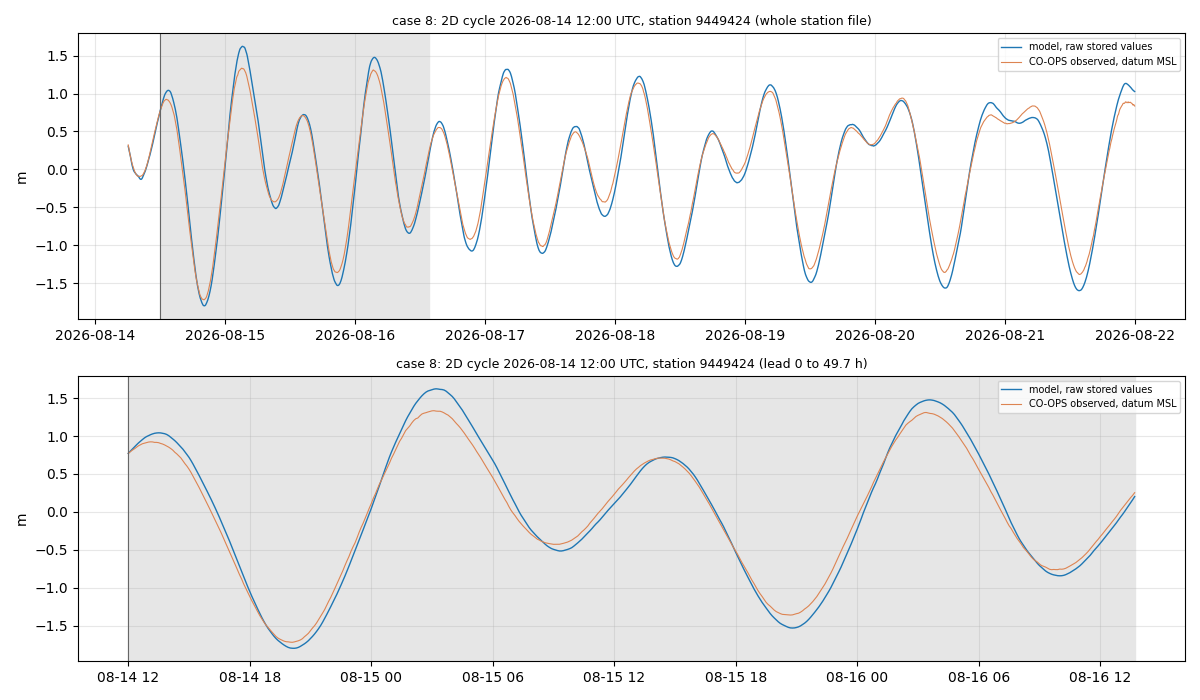 case 8: 2D cycle 2026-08-14 12:00 UTC, station 9449424 (whole station file)
model, raw stored values
CO-OPS observed, datum MSL
m
1.5
1.0
0.5
0.0
−0.5
−1.0
−1.5
2026-08-14 2026-08-15 2026-08-16 2026-08-17 2026-08-18 2026-08-19 2026-08-20 2026-08-21 2026-08-22
case 8: 2D cycle 2026-08-14 12:00 UTC, station 9449424 (lead 0 to 49.7 h)
model, raw stored values
CO-OPS observed, datum MSL
m
1.5
1.0
0.5
0.0
−0.5
−1.0
−1.5
08-14 12 08-14 18 08-15 00 08-15 06 08-15 12 08-15 18 08-16 00 08-16 06 08-16 12